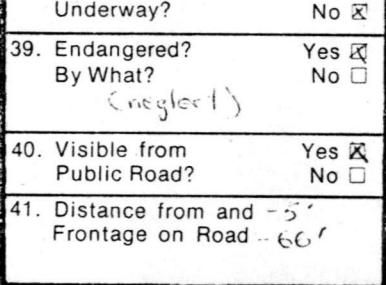 Underway? No ☒
39. Endangered? Yes ☒
By What? No ☐
(neglect)
40. Visible from Yes ☒
Public Road? No ☐
41. Distance from and - 5'
Frontage on Road - 66'